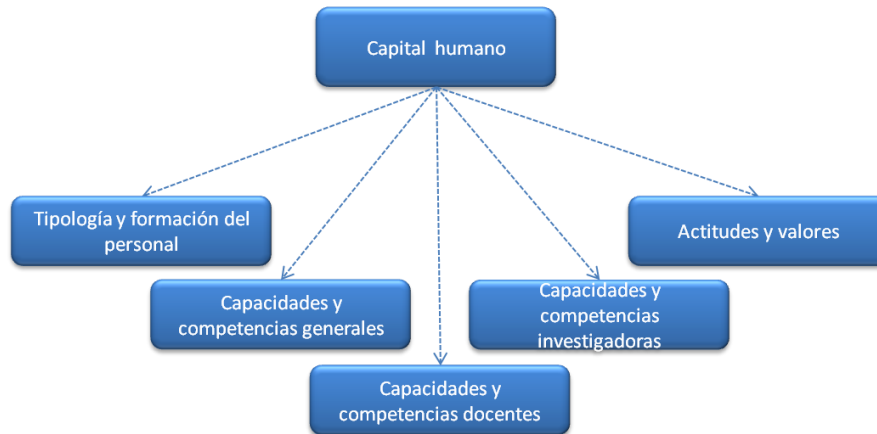 Capital humano
Tipología y formación del
personal
Actitudes y valores
Capacidades y
competencias generales
Capacidades y
competencias
investigadoras
Capacidades y
competencias docentes